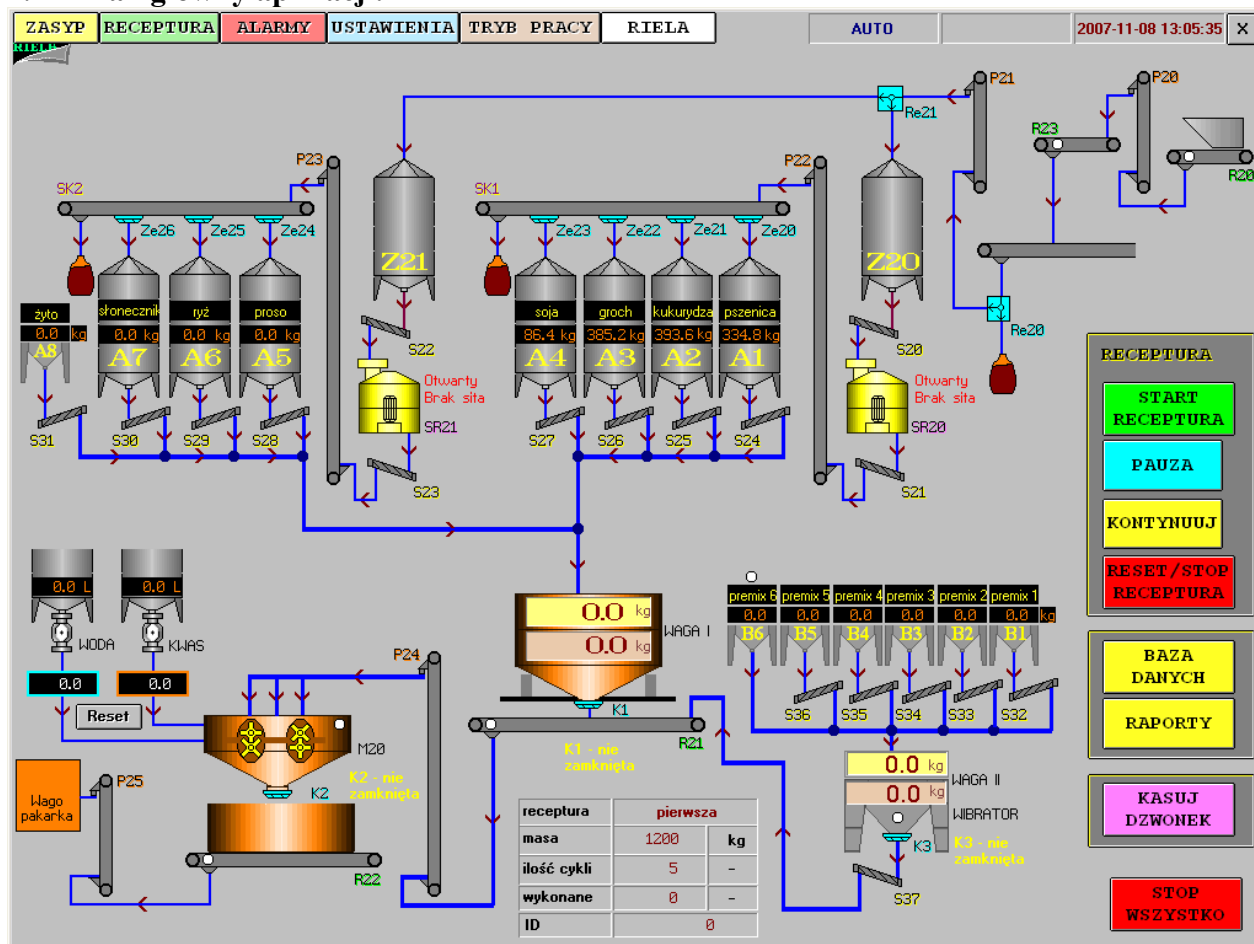 ZASYP RECEPTURA ALARMY USTAWIENIA TRYB PRACY RIELA AUTO 2007-11-08 13:05:35 X
RIELA
P21 P20
Re21
R23
P23 P22
R20
SK2 SK1
Ze26 Ze25 Ze24 Ze23 Ze22 Ze21 Ze20
Z21 Z20
żyto słonecznik ryż proso soja groch kukurydza pszenica
0.0 kg 0.0 kg 0.0 kg 0.0 kg 86.4 kg 385.2 kg 393.6 kg 334.8 kg
A8 A7 A6 A5 A4 A3 A2 A1
Re20
S22 S20
Otwarty
Brak sita
Otwarty
Brak sita
SR21 SR20
S31 S30 S29 S28 S27 S26 S25 S24
S23 S21
RECEPTURA
START
RECEPTURA
PAUZA
KONTYNUUJ
RESET/STOP
RECEPTURA
0.0 L 0.0 L
WODA KWAS
0.0 0.0
Reset
P24
M20
K2 - nie
zamknięta
K2
P25
Wago
pakarka
R22
0.0 kg
0.0 kg
WAGA I
K1
R21
K1 - nie
zamknięta
premix 6 premix 5 premix 4 premix 3 premix 2 premix 1
0.0 0.0 0.0 0.0 0.0 0.0 kg
B6 B5 B4 B3 B2 B1
S36 S35 S34 S33 S32
0.0 kg
WAGA II
0.0 kg
WIBRATOR
K3
K3 - nie
zamknięta
S37
receptura pierwsza
masa 1200 kg
ilość cykli 5 -
wykonane 0 -
ID 0
BAZA
DANYCH
RAPORTY
KASUJ
DZWONEK
STOP
WSZYSTKO